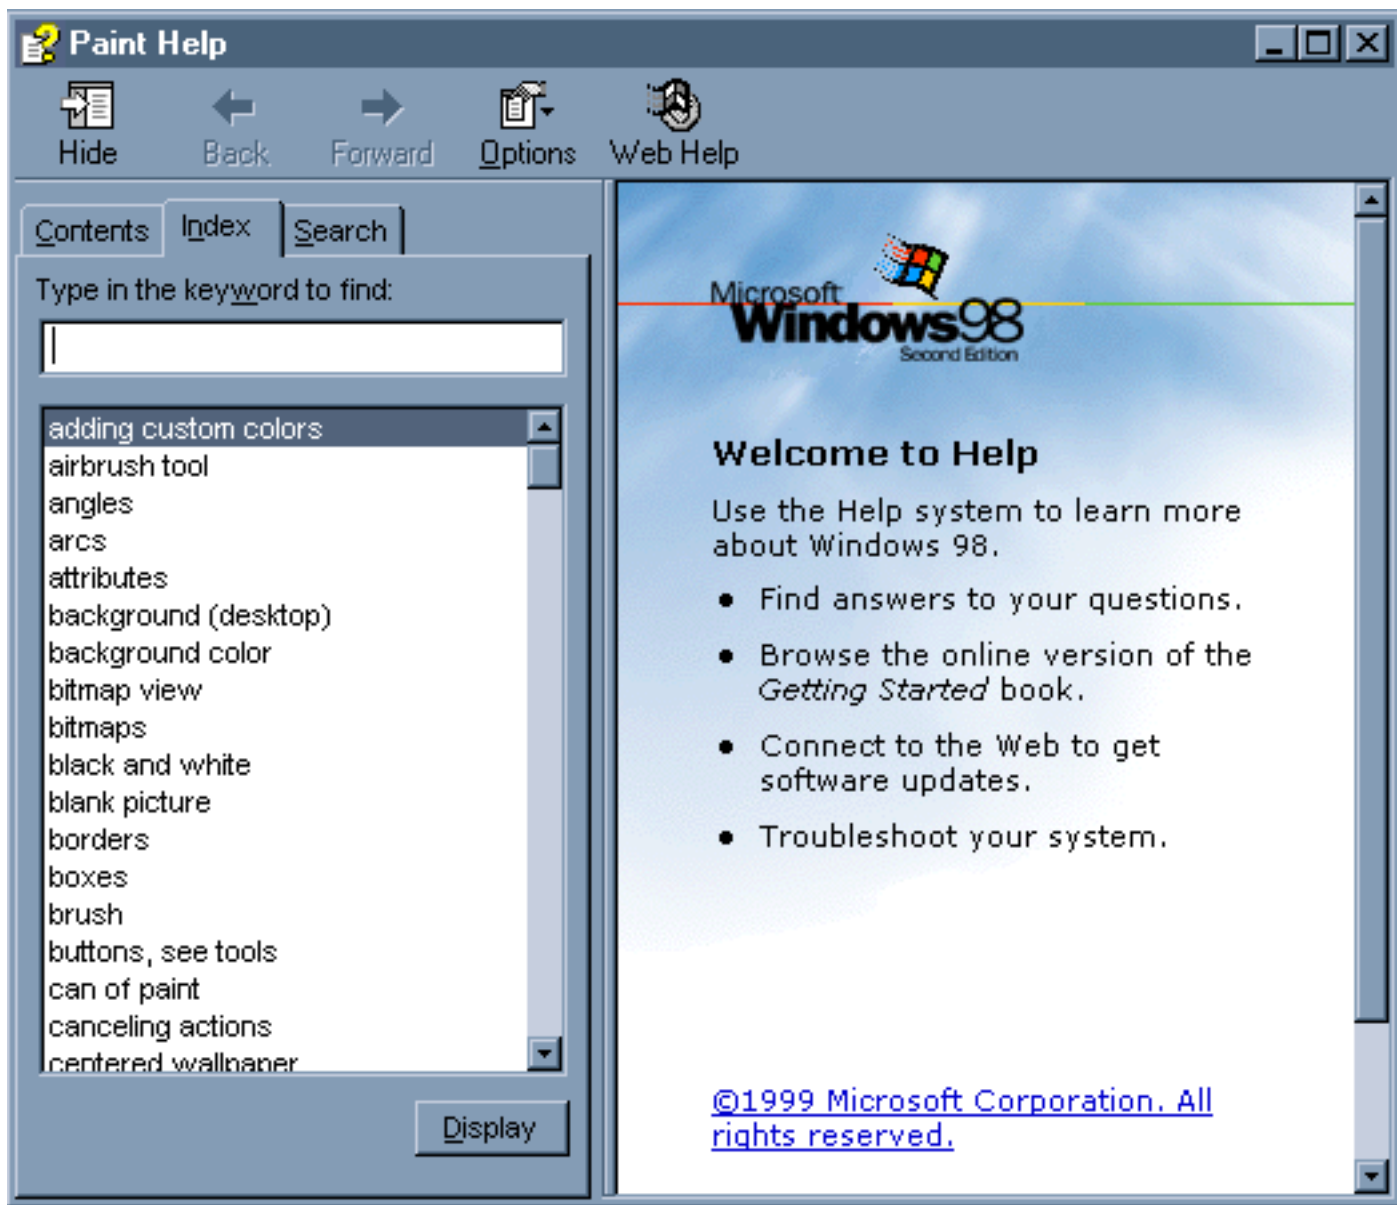 Paint Help
Hide Back Forward Options Web Help
Contents Index Search
Type in the keyword to find:
adding custom colors
airbrush tool
angles
arcs
attributes
background (desktop)
background color
bitmap view
bitmaps
black and white
blank picture
borders
boxes
brush
buttons, see tools
can of paint
canceling actions
centered wallpaper
Display
Microsoft
Windows98
Second Edition
Welcome to Help
Use the Help system to learn more
about Windows 98.
• Find answers to your questions.
• Browse the online version of the
Getting Started book.
• Connect to the Web to get
software updates.
• Troubleshoot your system.
©1999 Microsoft Corporation. All
rights reserved.